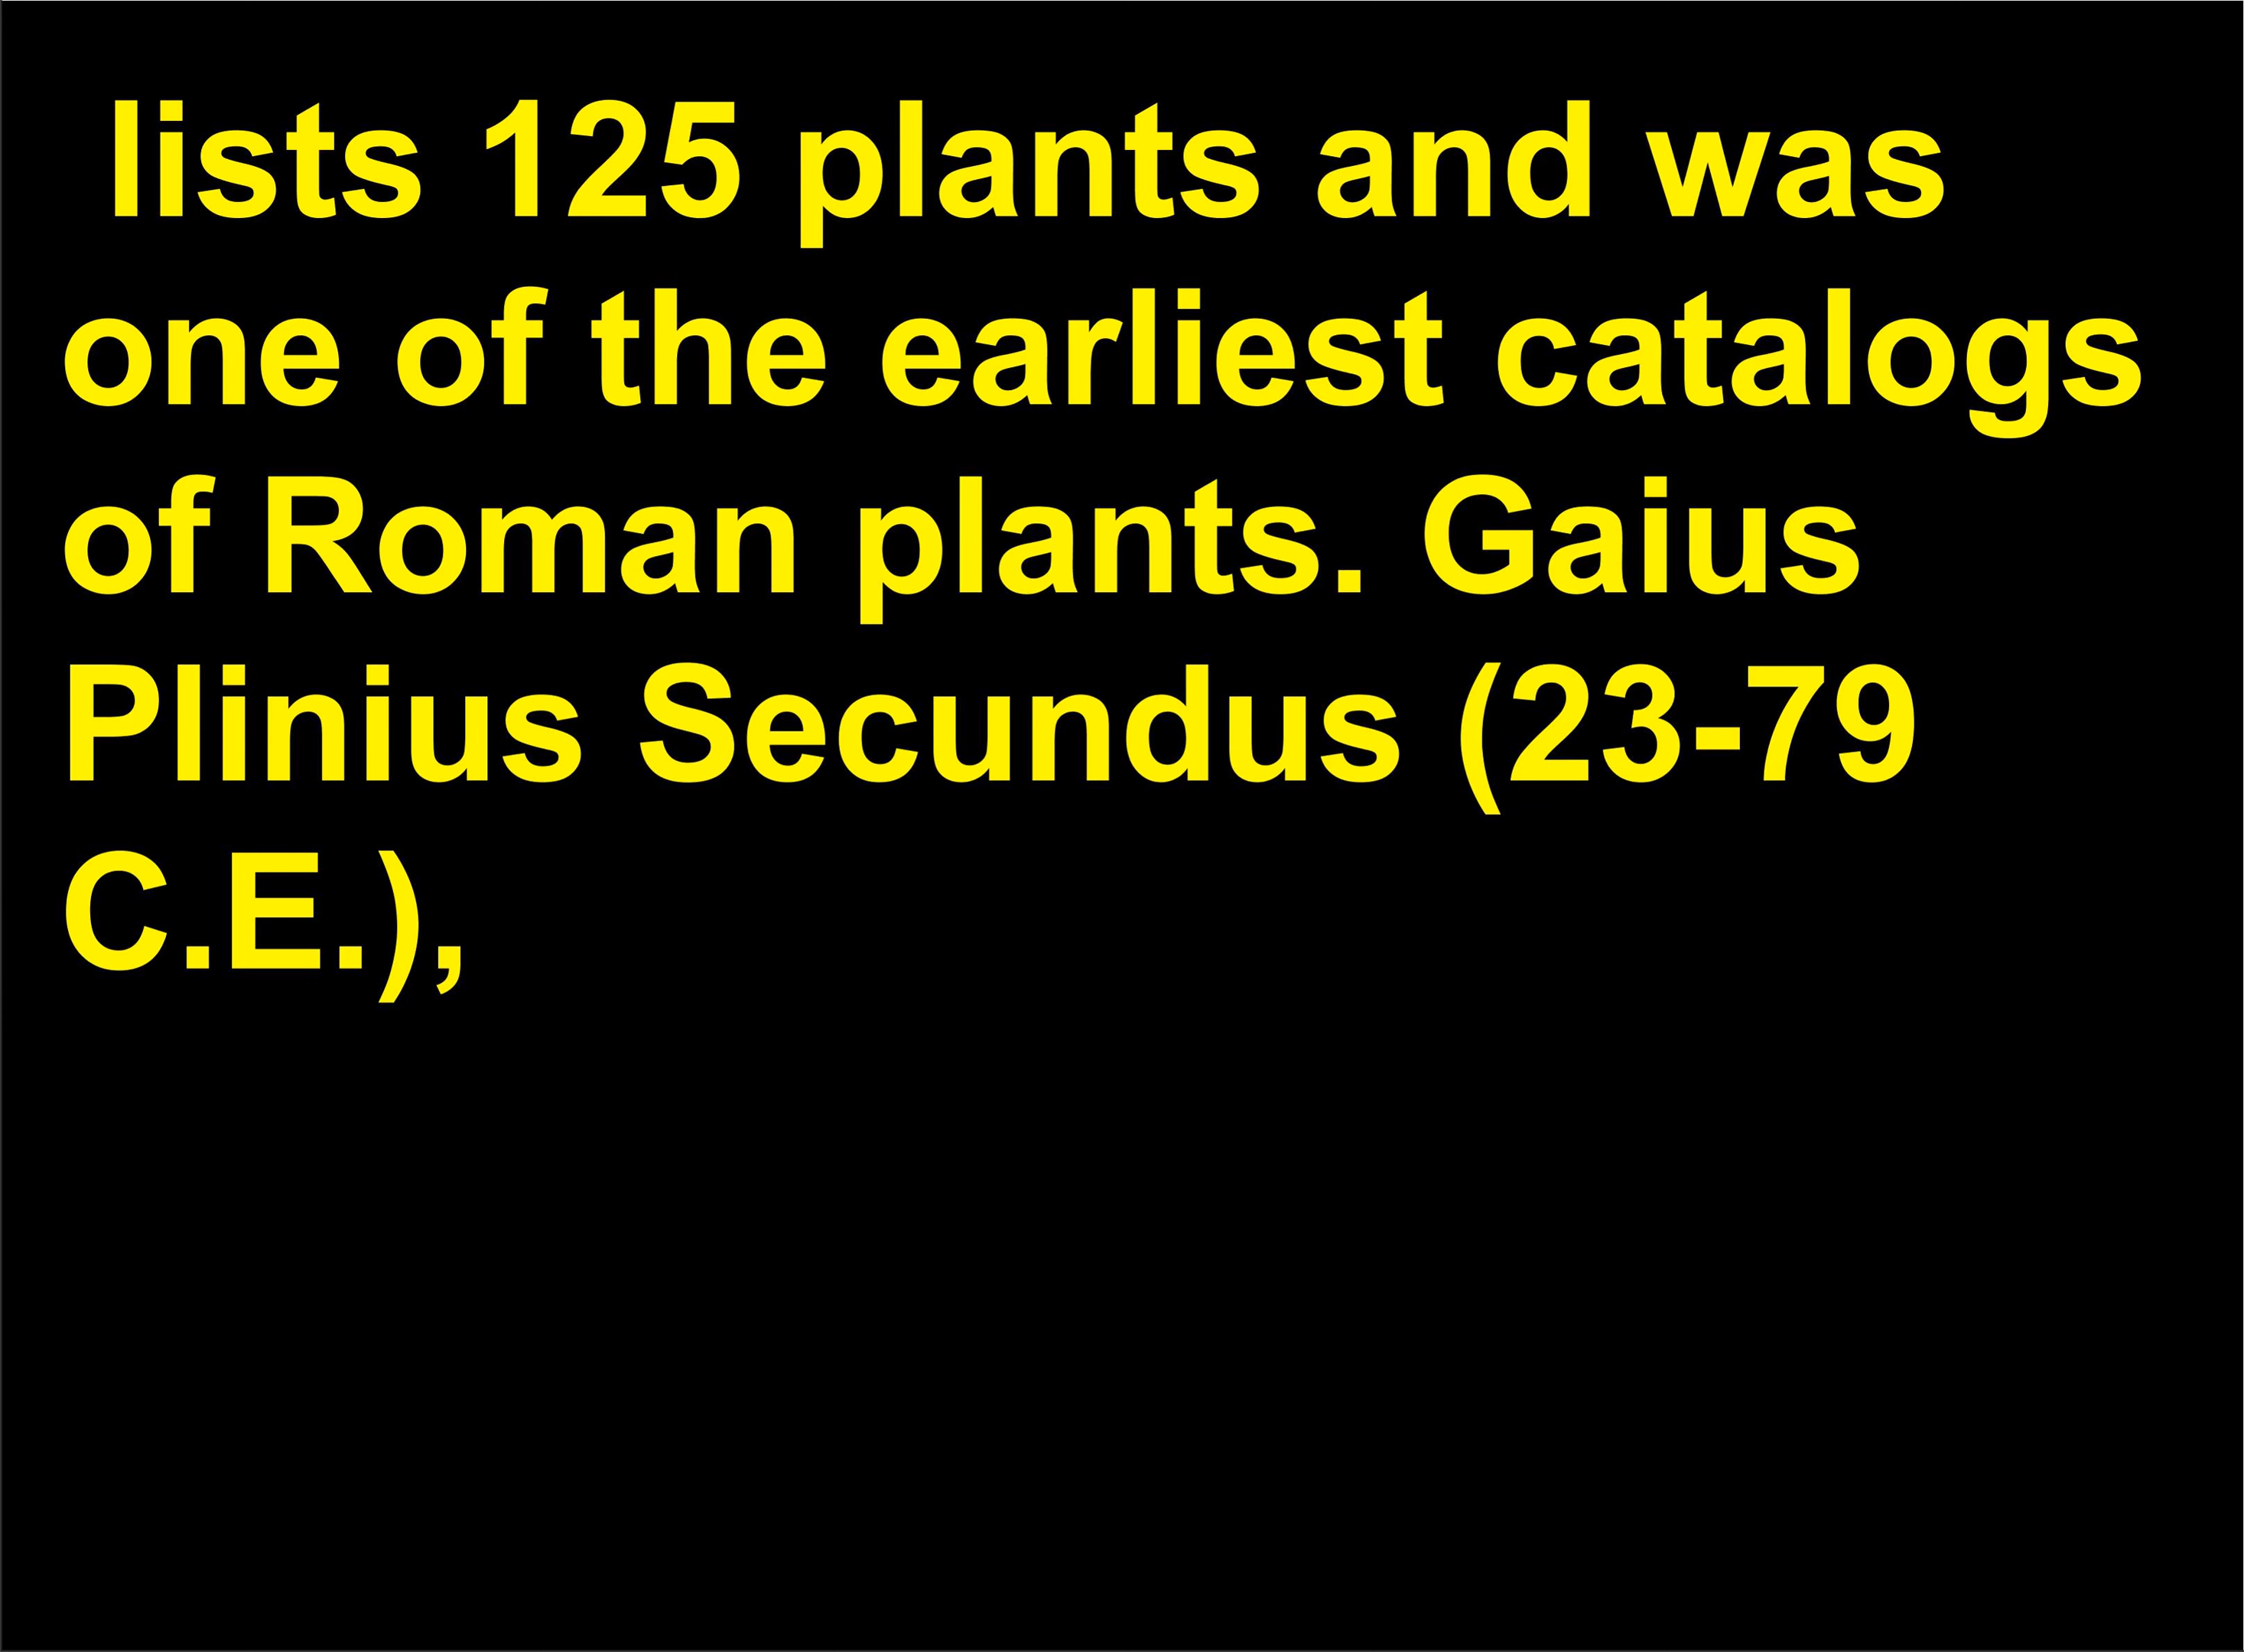 lists 125 plants and was
one of the earliest catalogs
of Roman plants. Gaius
Plinius Secundus (23-79
C.E.),